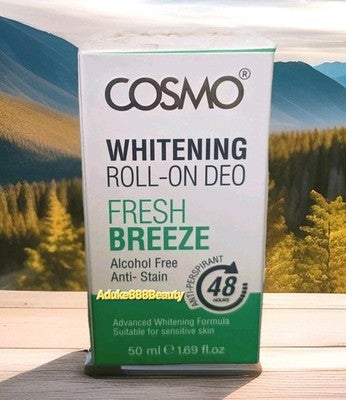 COSMO®
WHITENING
ROLL-ON DEO
FRESH
BREEZE
Alcohol Free
Anti- Stain
Aduke888Beauty
ANTI-PERSPIRANT
48
HOURS
Advanced Whitening Formula
Suitable for sensitive skin
50 ml ℮ 1.69 fl.oz